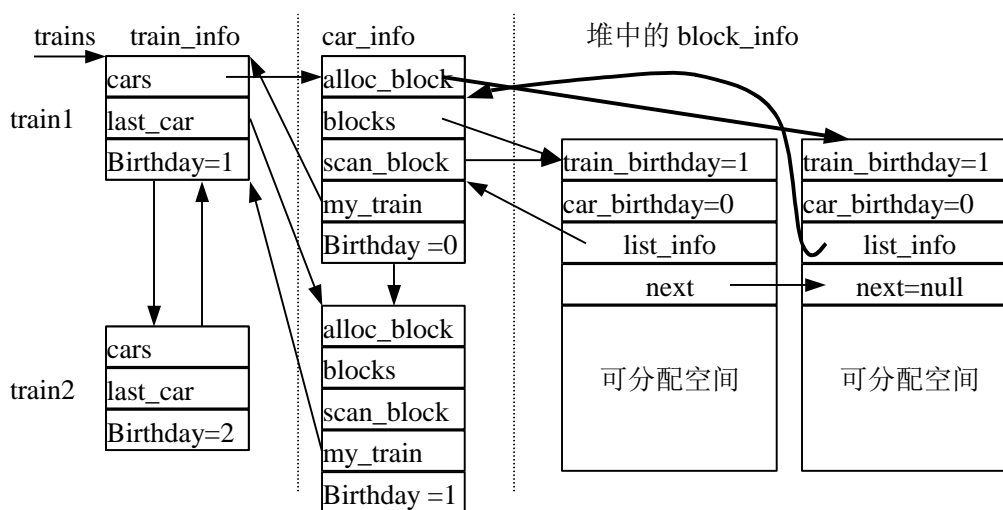 trains
train_info
car_info
堆中的 block_info
train1
cars
last_car
Birthday=1
alloc_block
blocks
scan_block
my_train
Birthday =0
train_birthday=1
car_birthday=0
list_info
next
可分配空间
train_birthday=1
car_birthday=0
list_info
next=null
可分配空间
train2
cars
last_car
Birthday=2
alloc_block
blocks
scan_block
my_train
Birthday =1